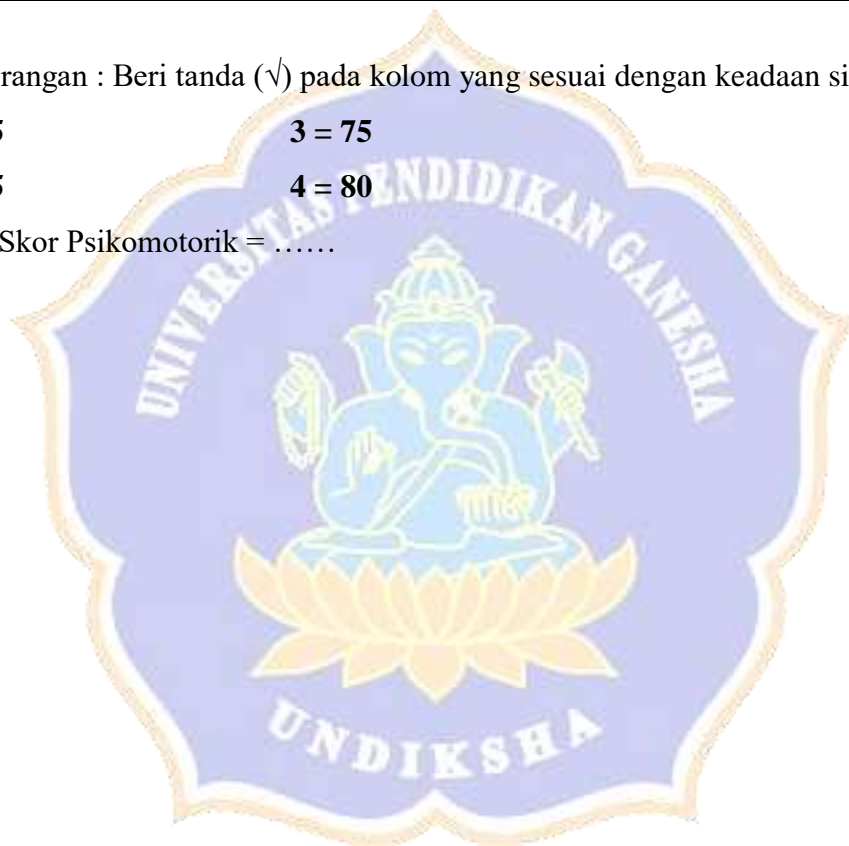 rangan : Beri tanda (√) pada kolom yang sesuai dengan keadaan si
5 3 = 75
5 4 = 80
Skor Psikomotorik = ……
UNIVERSITAS PENDIDIKAN GANESHA
UNDIKSHA